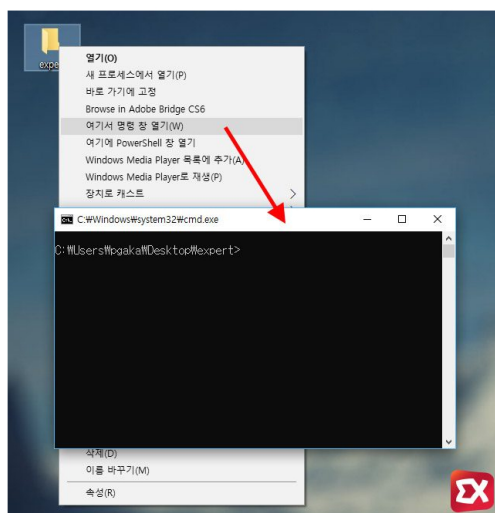 expe
열기(O)
새 프로세스에서 열기(P)
바로 가기에 고정
Browse in Adobe Bridge CS6
여기서 명령 창 열기(W)
여기에 PowerShell 창 열기
Windows Media Player 목록에 추가(A)
Windows Media Player로 재생(P)
장치로 캐스트
C:₩Windows₩system32₩cmd.exe
C:₩Users₩pgaka₩Desktop₩expert>
삭제(D)
이름 바꾸기(M)
속성(R)
EX